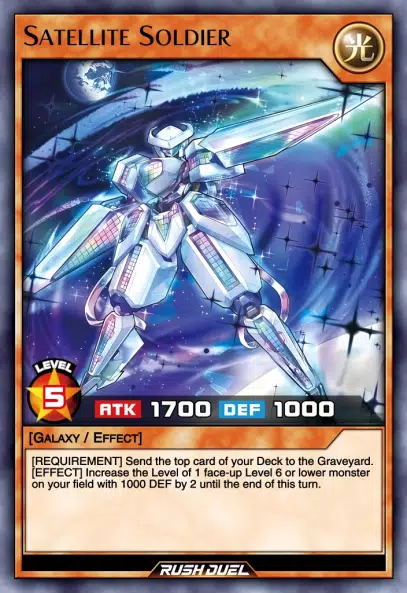 Satellite Soldier
光
LEVEL
5
ATK 1700 DEF 1000
[Galaxy / Effect]
[REQUIREMENT] Send the top card of your Deck to the Graveyard.
[EFFECT] Increase the Level of 1 face-up Level 6 or lower monster
on your field with 1000 DEF by 2 until the end of this turn.
RUSH DUEL